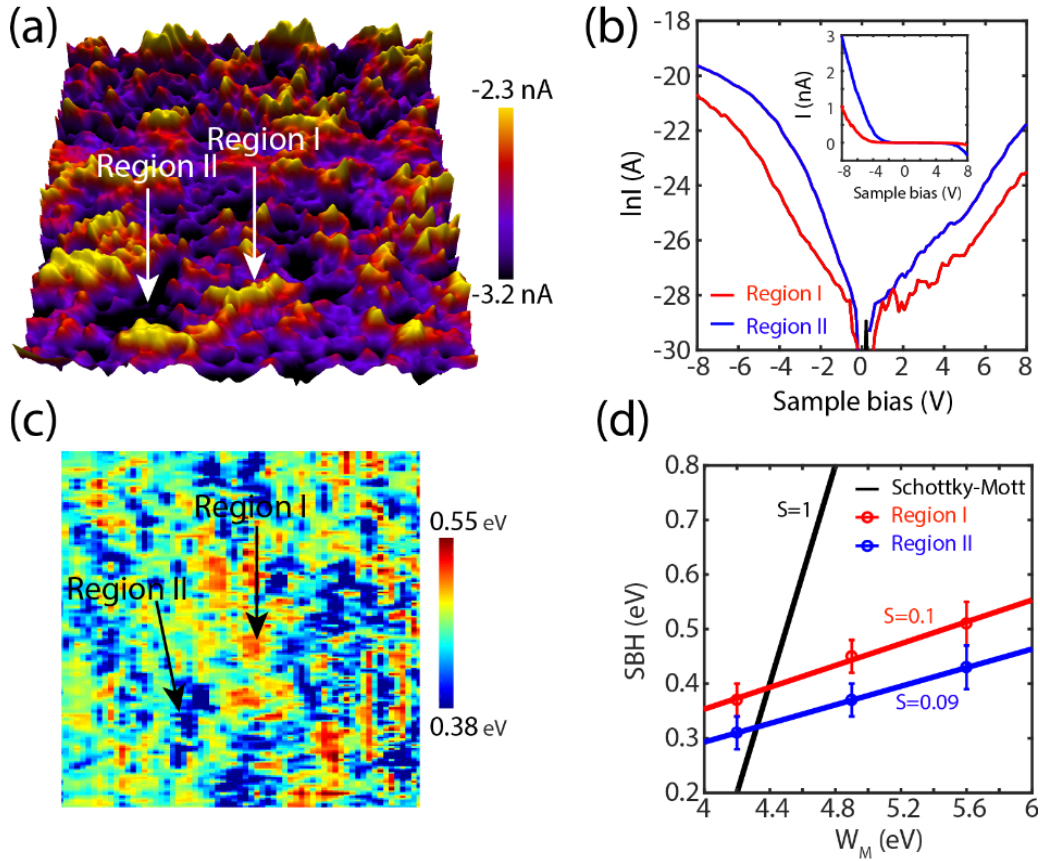 (a)
-2.3 nA
Region I
Region II
-3.2 nA
(b)
-20
-22
-24
-26
-28
-30
lnI (A)
-8 -6 -4 -2 0 2 4 6 8
Sample bias (V)
Region I
Region II
3
2
1
0
I (nA)
-8 -4 0 4 8
Sample bias (V)
(c)
Region I
Region II
0.55 eV
0.38 eV
(d)
0.8
0.7
0.6
0.5
0.4
0.3
0.2
SBH (eV)
S=1
Schottky-Mott
Region I
Region II
S=0.1
S=0.09
4 4.4 4.8 5.2 5.6 6
W_M (eV)